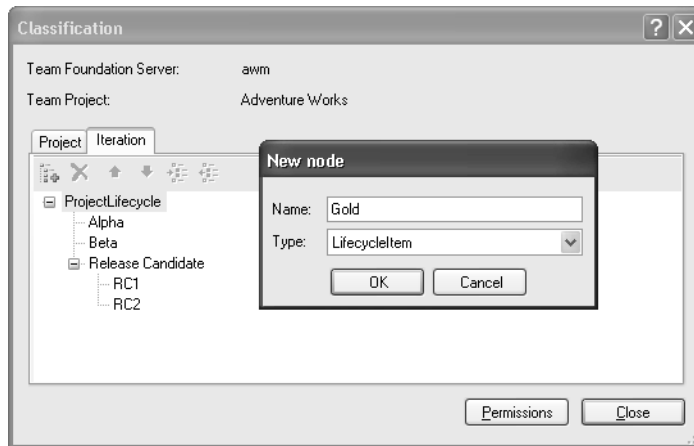 Classification
Team Foundation Server: awm
Team Project: Adventure Works
Project Iteration
ProjectLifecycle
Alpha
Beta
Release Candidate
RC1
RC2
New node
Name: Gold
Type: LifecycleItem
OK Cancel
Permissions Close